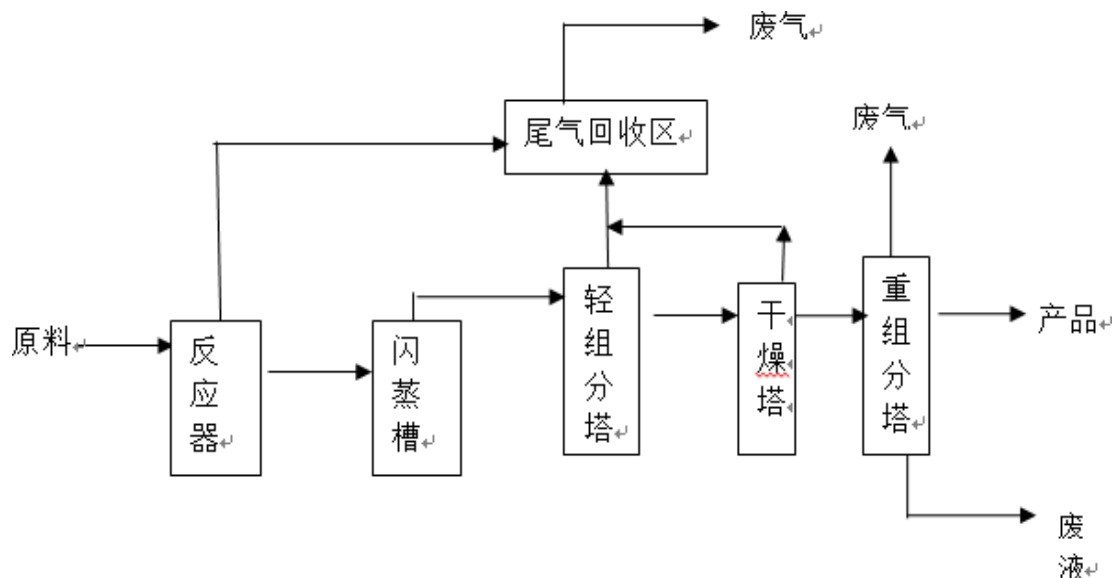 废气
尾气回收区
废气
原料
反
应
器
闪
蒸
槽
轻
组
分
塔
干
燥
塔
重
组
分
塔
产品
废
液